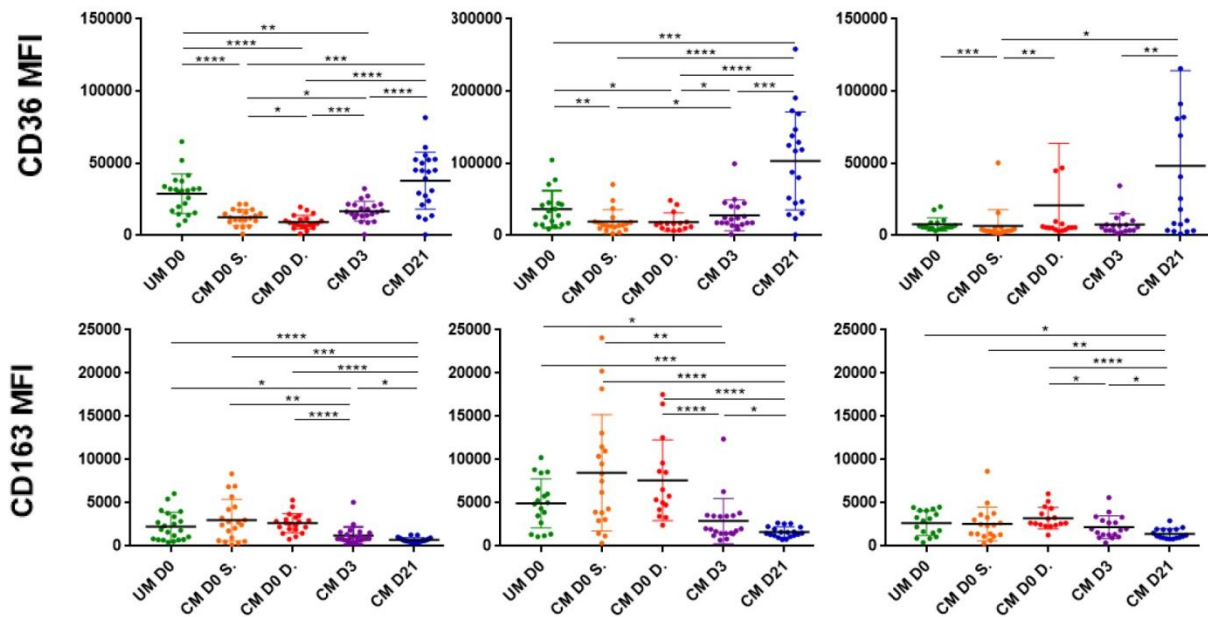 CD36 MFI
150000
100000
50000
0
**
****
****
***
****
*
****
*
***
UM D0
CM D0 S.
CM D0 D.
CM D3
CM D21
300000
200000
100000
0
***
****
****
*
*
***
**
*
UM D0
CM D0 S.
CM D0 D.
CM D3
CM D21
150000
100000
50000
0
*
***
**
**
UM D0
CM D0 S.
CM D0 D.
CM D3
CM D21
CD163 MFI
25000
20000
15000
10000
5000
0
****
***
****
*
*
**
****
UM D0
CM D0 S.
CM D0 D.
CM D3
CM D21
25000
20000
15000
10000
5000
0
*
**
***
****
****
****
*
UM D0
CM D0 S.
CM D0 D.
CM D3
CM D21
25000
20000
15000
10000
5000
0
*
**
****
*
*
UM D0
CM D0 S.
CM D0 D.
CM D3
CM D21